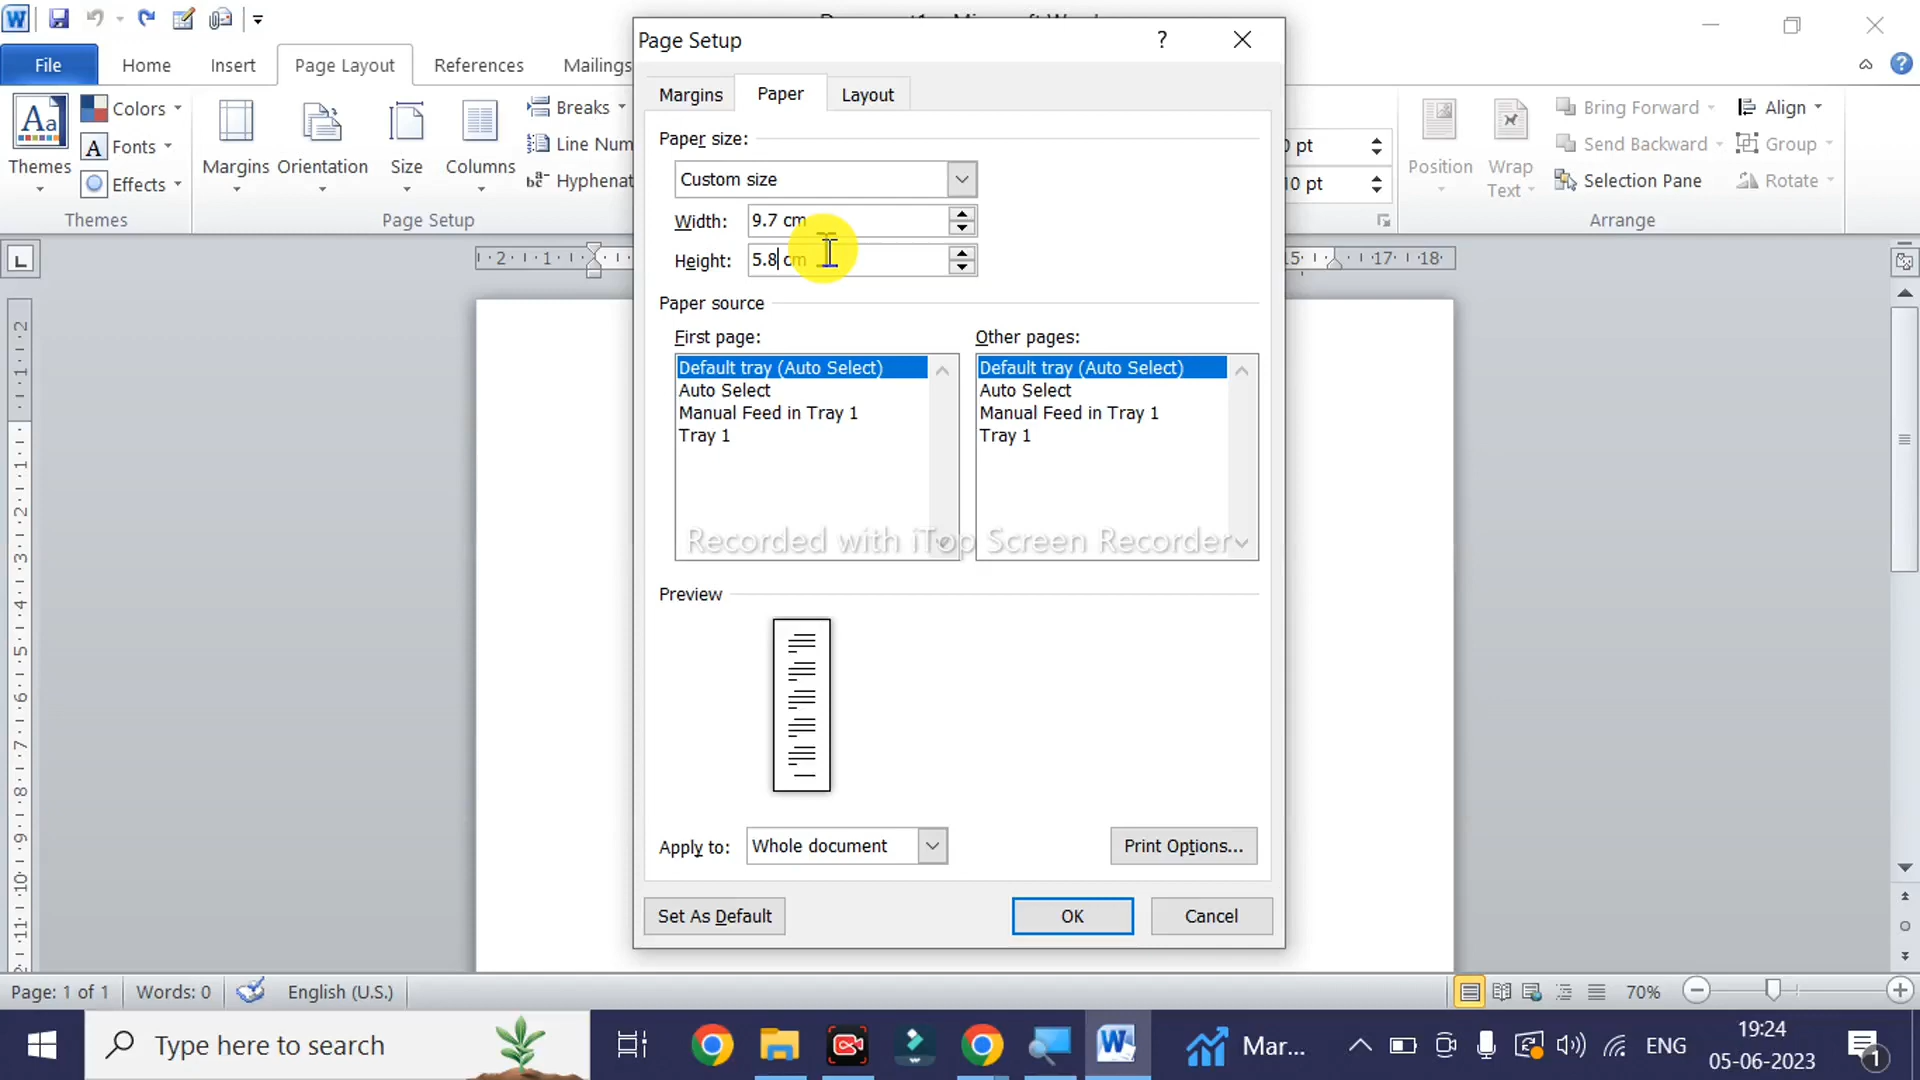 Page Setup
?
File
Home
Insert
Page Layout
References
Mailings
Themes
Colors
Fonts
Effects
Themes
Margins
Orientation
Size
Columns
Breaks
Line Num
Hyphenat
Page Setup
pt
10 pt
Position
Wrap
Text
Bring Forward
Send Backward
Selection Pane
Align
Group
Rotate
Arrange
Margins
Paper
Layout
Paper size:
Custom size
Width: 9.7 cm
Height: 5.8 cm
Paper source
First page:
Default tray (Auto Select)
Auto Select
Manual Feed in Tray 1
Tray 1
Other pages:
Default tray (Auto Select)
Auto Select
Manual Feed in Tray 1
Tray 1
Recorded with iTop Screen Recorder
Preview
Apply to: Whole document
Print Options...
Set As Default
OK
Cancel
Page: 1 of 1
Words: 0
English (U.S.)
70%
Type here to search
Mar...
ENG
19:24
05-06-2023
1